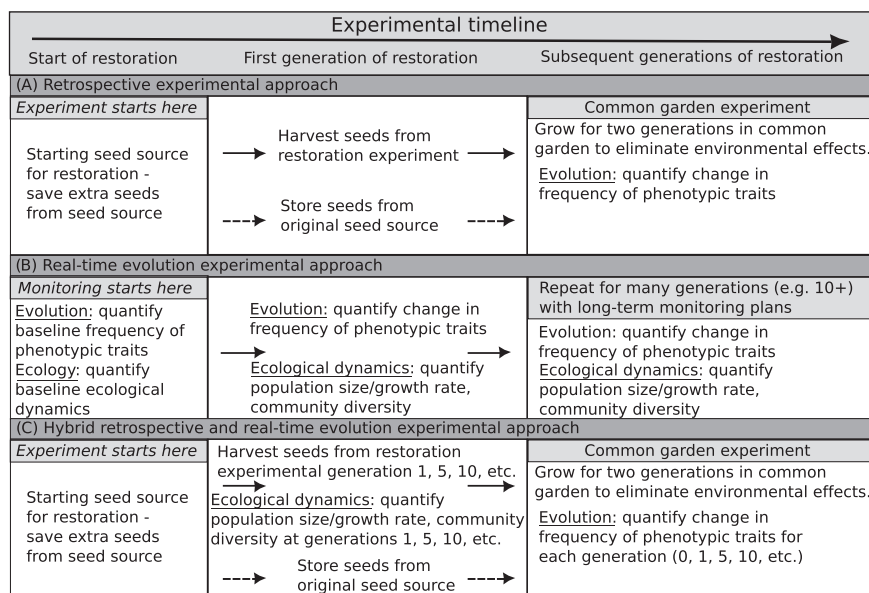 Experimental timeline
Start of restoration
First generation of restoration
Subsequent generations of restoration
(A) Retrospective experimental approach
Experiment starts here
Starting seed source
for restoration -
save extra seeds
from seed source
Harvest seeds from
restoration experiment
Store seeds from
original seed source
Common garden experiment
Grow for two generations in common
garden to eliminate environmental effects.
Evolution: quantify change in
frequency of phenotypic traits
(B) Real-time evolution experimental approach
Monitoring starts here
Evolution: quantify
baseline frequency of
phenotypic traits
Ecology: quantify
baseline ecological
dynamics
Evolution: quantify change in
frequency of phenotypic traits
Ecological dynamics: quantify
population size/growth rate,
community diversity
Repeat for many generations (e.g. 10+)
with long-term monitoring plans
Evolution: quantify change in
frequency of phenotypic traits
Ecological dynamics: quantify
population size/growth rate,
community diversity
(C) Hybrid retrospective and real-time evolution experimental approach
Experiment starts here
Starting seed source
for restoration -
save extra seeds
from seed source
Harvest seeds from restoration
experimental generation 1, 5, 10, etc.
Ecological dynamics: quantify
population size/growth rate, community
diversity at generations 1, 5, 10, etc.
Store seeds from
original seed source
Common garden experiment
Grow for two generations in common
garden to eliminate environmental effects.
Evolution: quantify change in
frequency of phenotypic traits for
each generation (0, 1, 5, 10, etc.)